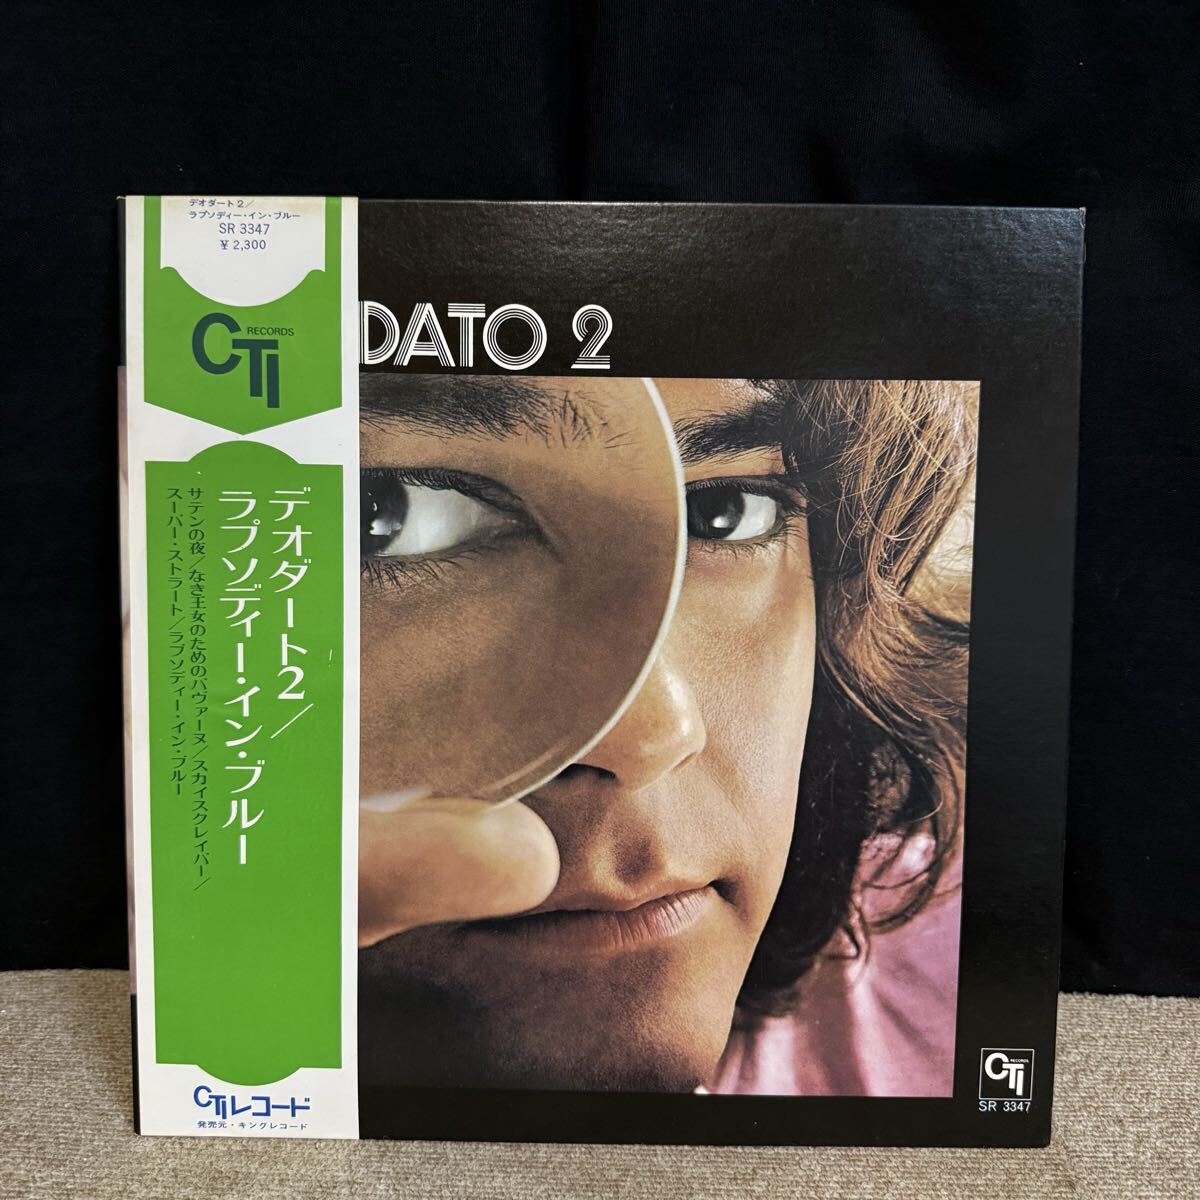 デオダート2/
ラプソディー・イン・ブルー
SR 3347
¥ 2,300
CTI RECORDS
DATO 2
デオダート2/
ラプソディー・イン・ブルー
サテンの夜/なき王女のためのパヴァーヌ/スカイスクレイパー/
スーパー・ストラート/ラプソディー・イン・ブルー
CTIレコード
発売元・キングレコード
CTI RECORDS
SR 3347